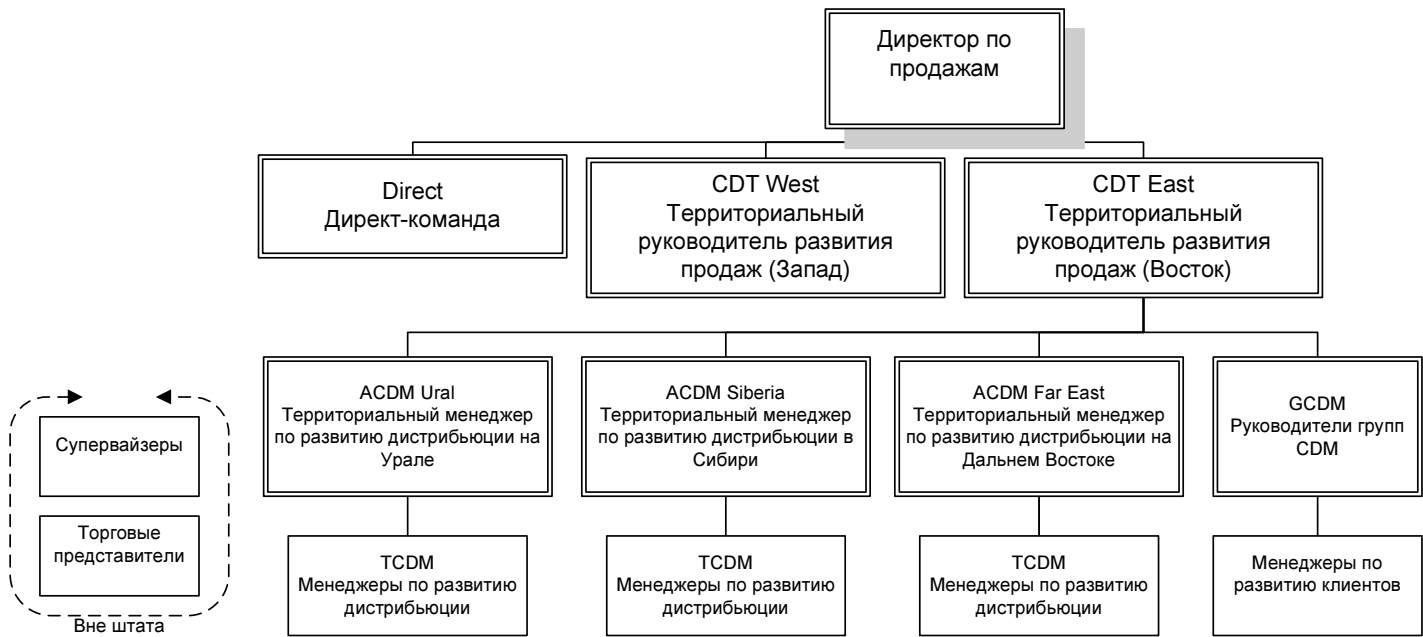 Директор по
продажам
Direct
Директ-команда
CDT West
Территориальный
руководитель развития
продаж (Запад)
CDT East
Территориальный
руководитель развития
продаж (Восток)
ACDM Ural
Территориальный менеджер
по развитию дистрибьюции на
Урале
ACDM Siberia
Территориальный менеджер
по развитию дистрибьюции в
Сибири
ACDM Far East
Территориальный менеджер
по развитию дистрибьюции на
Дальнем Востоке
GCDM
Руководители групп
CDM
Супервайзеры
Торговые
представители
Вне штата
TCDM
Менеджеры по развитию
дистрибьюции
TCDM
Менеджеры по развитию
дистрибьюции
TCDM
Менеджеры по развитию
дистрибьюции
Менеджеры по
развитию клиентов